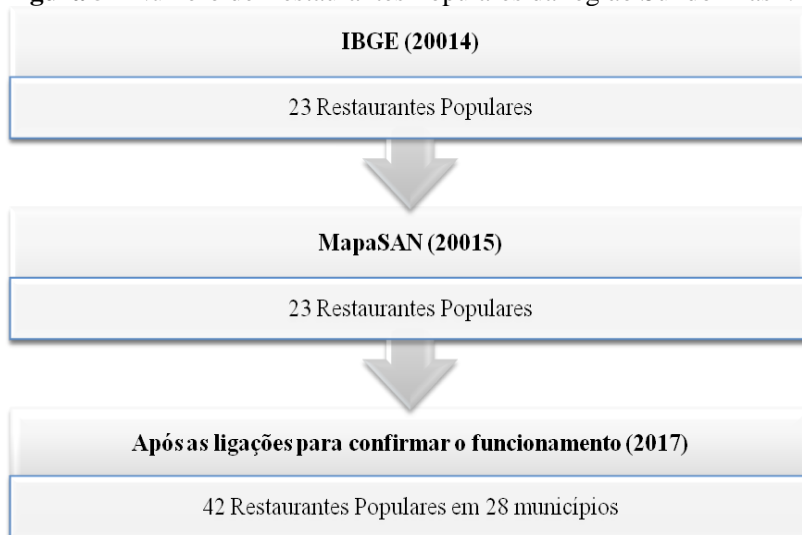 IBGE (20014)
23 Restaurantes Populares
MapaSAN (20015)
23 Restaurantes Populares
Após as ligações para confirmar o funcionamento (2017)
42 Restaurantes Populares em 28 municípios